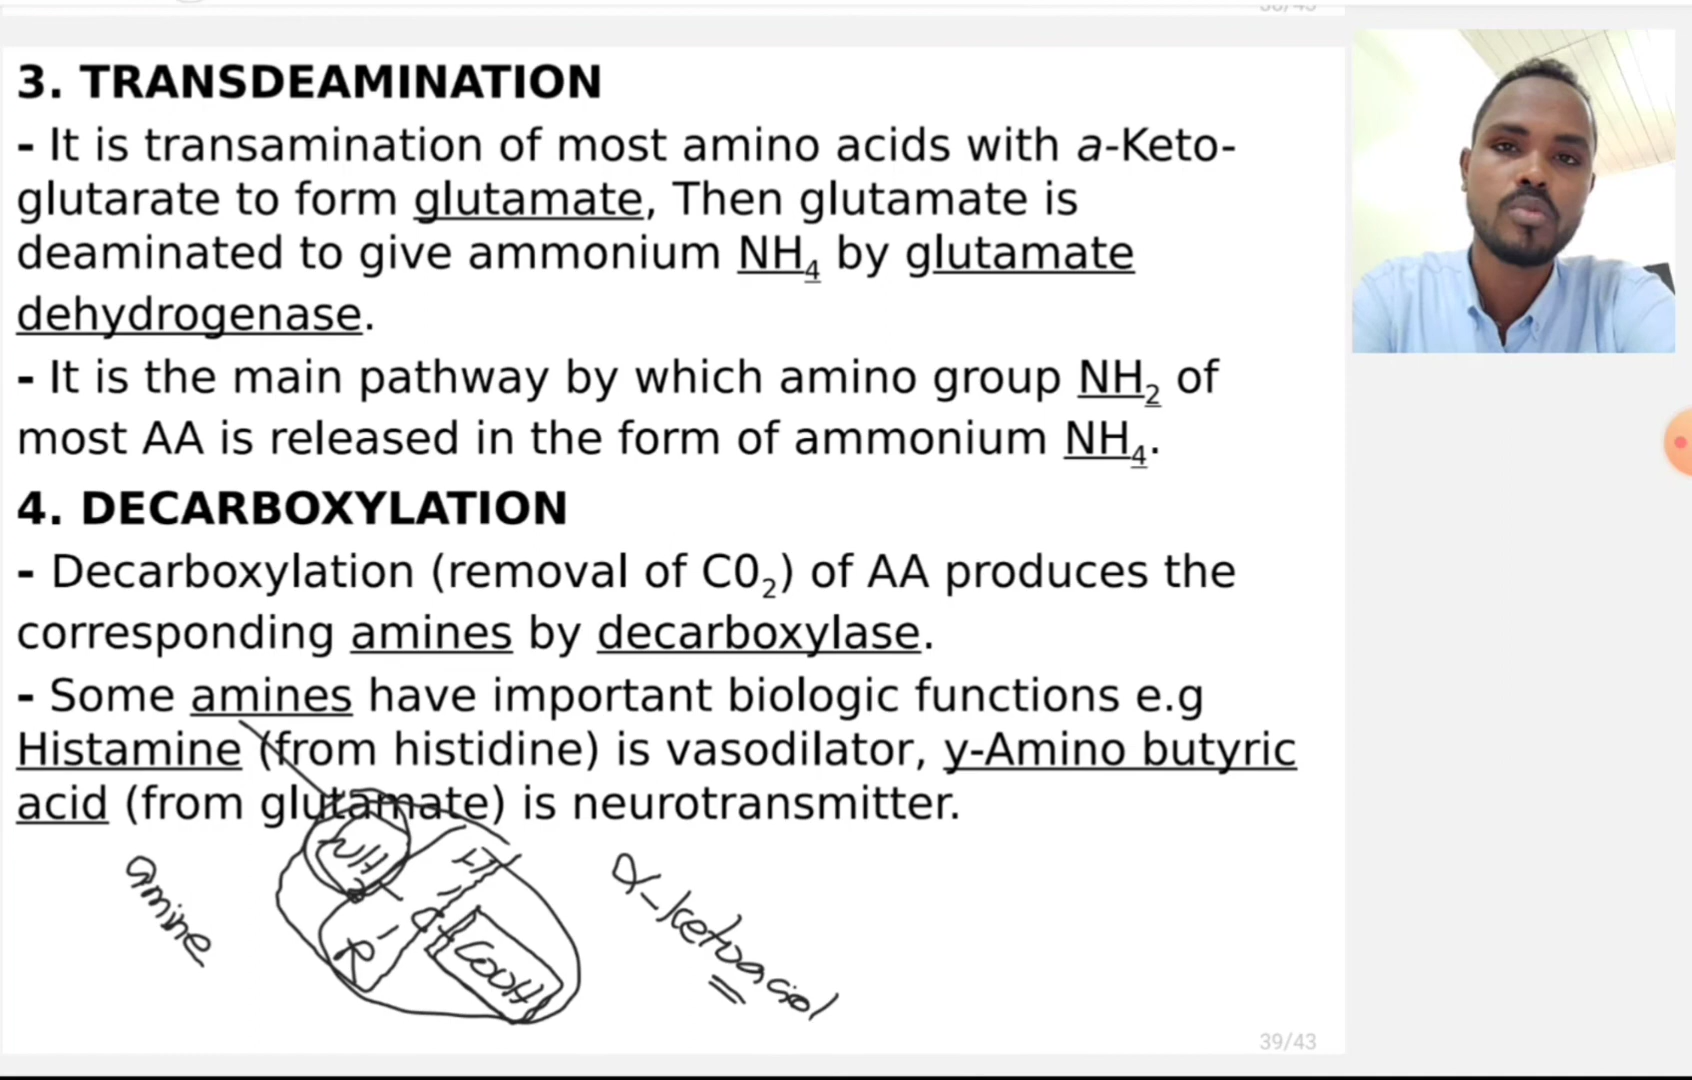 3. TRANSDEAMINATION
- It is transamination of most amino acids with a-Keto-
glutarate to form glutamate, Then glutamate is
deaminated to give ammonium NH₄ by glutamate
dehydrogenase.
- It is the main pathway by which amino group NH₂ of
most AA is released in the form of ammonium NH₄.
4. DECARBOXYLATION
- Decarboxylation (removal of C0₂) of AA produces the
corresponding amines by decarboxylase.
- Some amines have important biologic functions e.g
Histamine (from histidine) is vasodilator, y-Amino butyric
acid (from glutamate) is neurotransmitter.
amine
NH₂
H
R
COOH
α-ketoacid
39/43